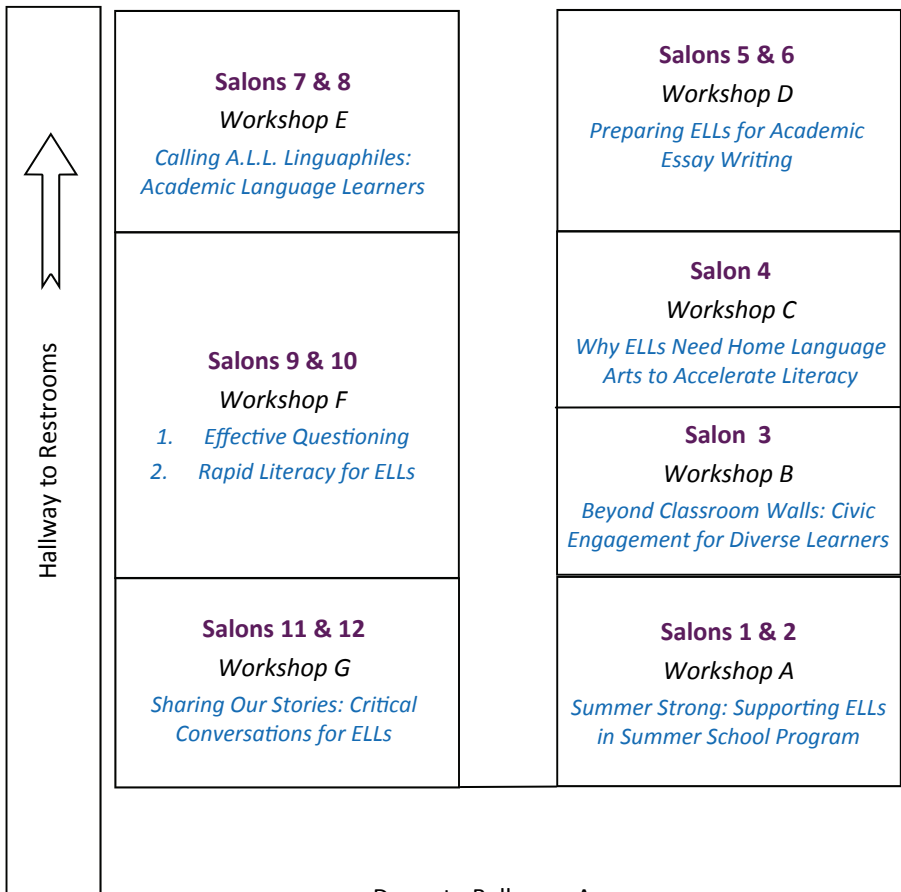 Hallway to Restrooms
Salons 7 & 8
Workshop E
Calling A.L.L. Linguaphiles:
Academic Language Learners
Salons 9 & 10
Workshop F
1. Effective Questioning
2. Rapid Literacy for ELLs
Salons 11 & 12
Workshop G
Sharing Our Stories: Critical
Conversations for ELLs
Salons 5 & 6
Workshop D
Preparing ELLs for Academic
Essay Writing
Salon 4
Workshop C
Why ELLs Need Home Language
Arts to Accelerate Literacy
Salon 3
Workshop B
Beyond Classroom Walls: Civic
Engagement for Diverse Learners
Salons 1 & 2
Workshop A
Summer Strong: Supporting ELLs
in Summer School Program